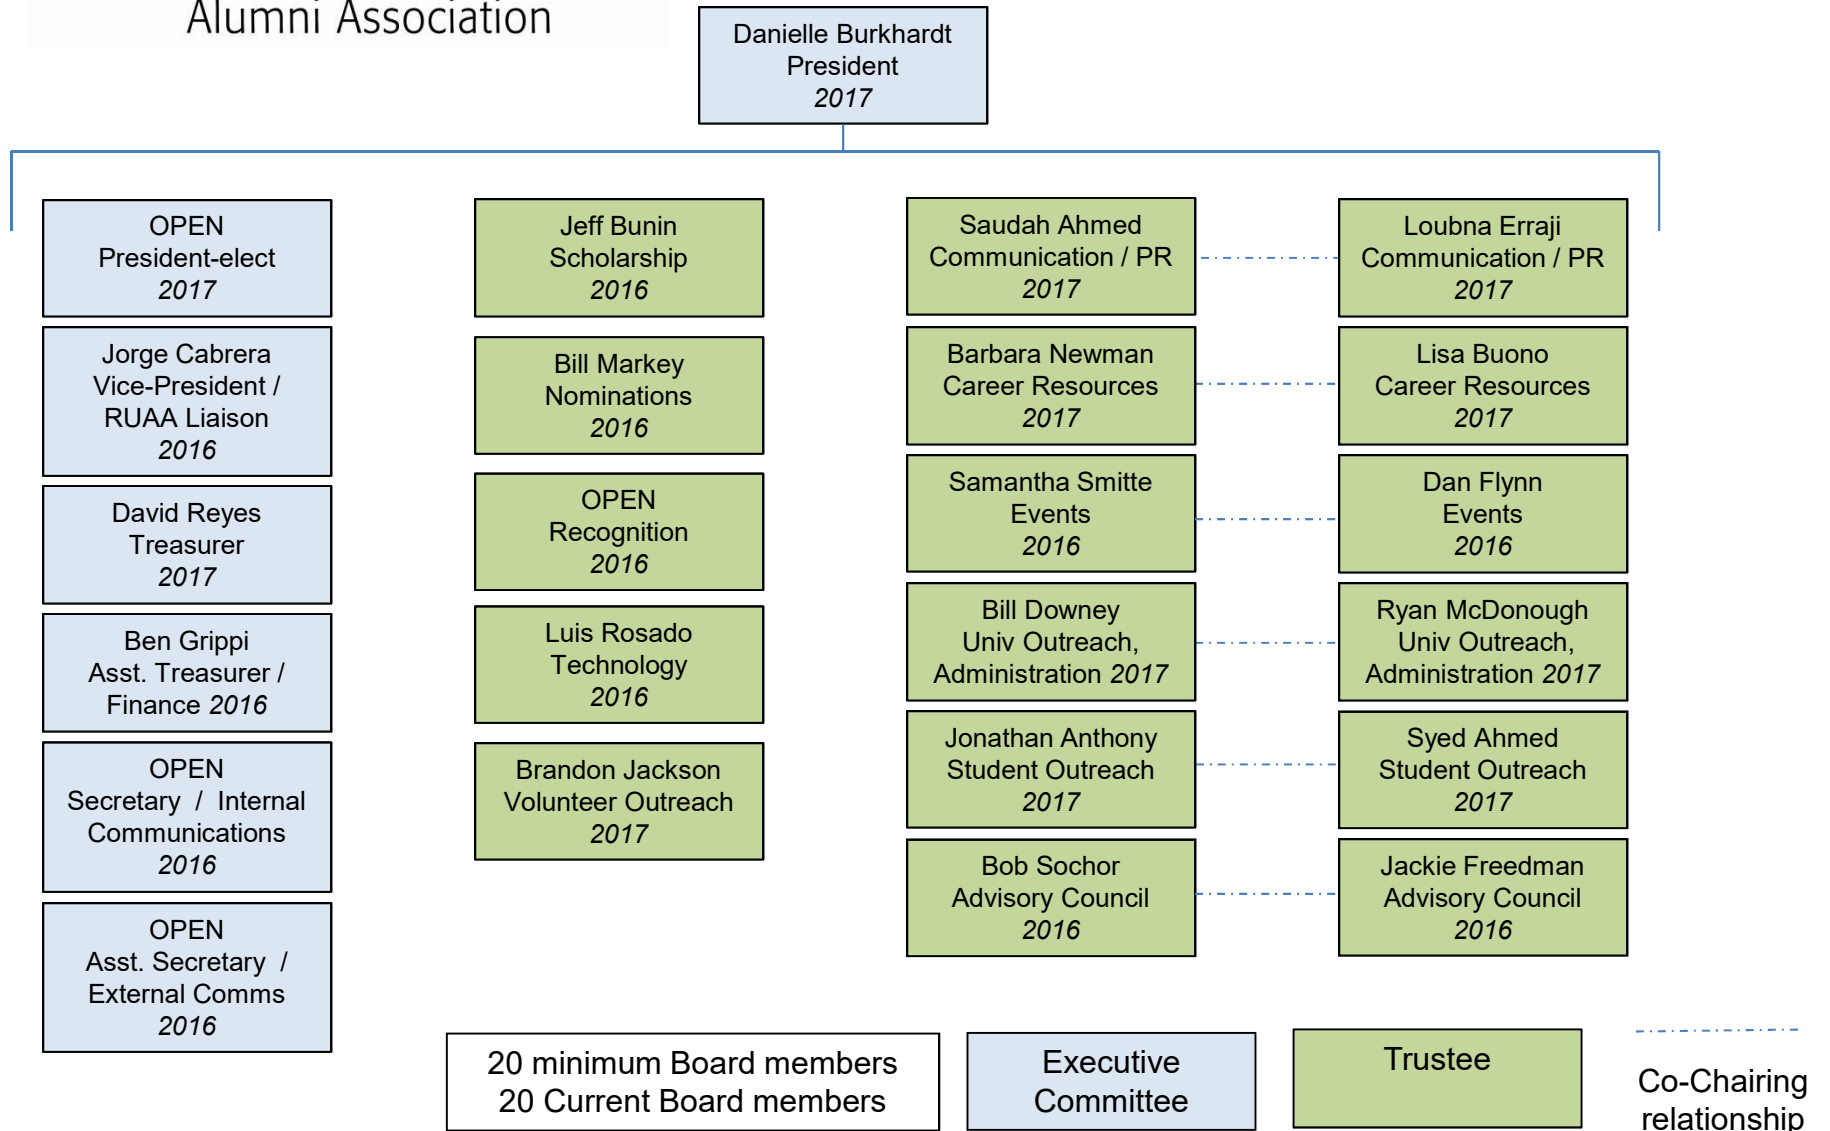 Alumni Association
Danielle Burkhardt
President
2017
OPEN
President-elect
2017
Jorge Cabrera
Vice-President /
RUAA Liaison
2016
David Reyes
Treasurer
2017
Ben Grippi
Asst. Treasurer /
Finance 2016
OPEN
Secretary / Internal
Communications
2016
OPEN
Asst. Secretary /
External Comms
2016
Jeff Bunin
Scholarship
2016
Bill Markey
Nominations
2016
OPEN
Recognition
2016
Luis Rosado
Technology
2016
Brandon Jackson
Volunteer Outreach
2017
Saudah Ahmed
Communication / PR
2017
Barbara Newman
Career Resources
2017
Samantha Smitte
Events
2016
Bill Downey
Univ Outreach,
Administration 2017
Jonathan Anthony
Student Outreach
2017
Bob Sochor
Advisory Council
2016
Loubna Erraji
Communication / PR
2017
Lisa Buono
Career Resources
2017
Dan Flynn
Events
2016
Ryan McDonough
Univ Outreach,
Administration 2017
Syed Ahmed
Student Outreach
2017
Jackie Freedman
Advisory Council
2016
20 minimum Board members
20 Current Board members
Executive
Committee
Trustee
Co-Chairing
relationship